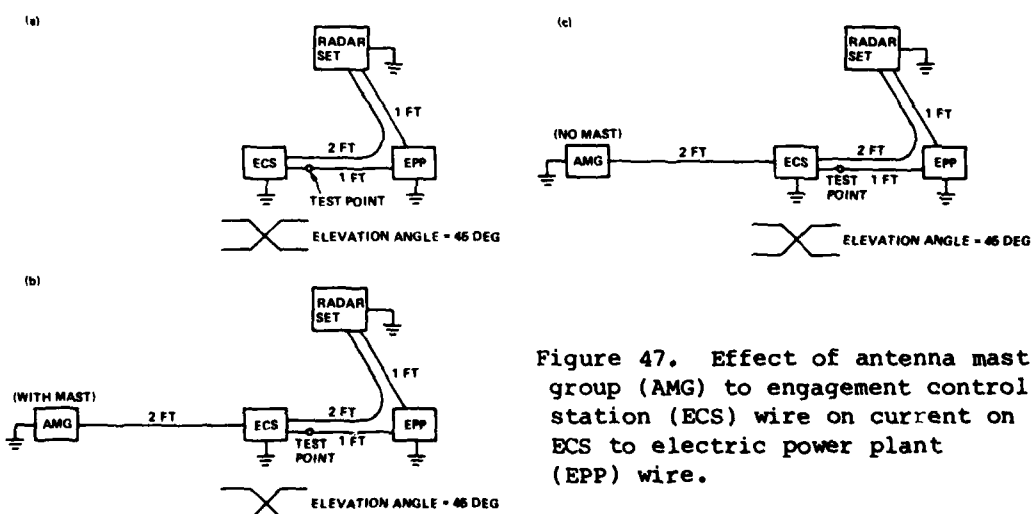 (a)
RADAR
SET
1 FT
2 FT
ECS
EPP
1 FT
TEST POINT
ELEVATION ANGLE = 45 DEG
(b)
RADAR
SET
1 FT
(WITH MAST)
AMG
2 FT
ECS
2 FT
EPP
1 FT
TEST
POINT
ELEVATION ANGLE = 45 DEG
(c)
RADAR
SET
1 FT
(NO MAST)
AMG
2 FT
ECS
2 FT
EPP
1 FT
TEST
POINT
ELEVATION ANGLE = 45 DEG
Figure 47. Effect of antenna mast
group (AMG) to engagement control
station (ECS) wire on current on
ECS to electric power plant
(EPP) wire.